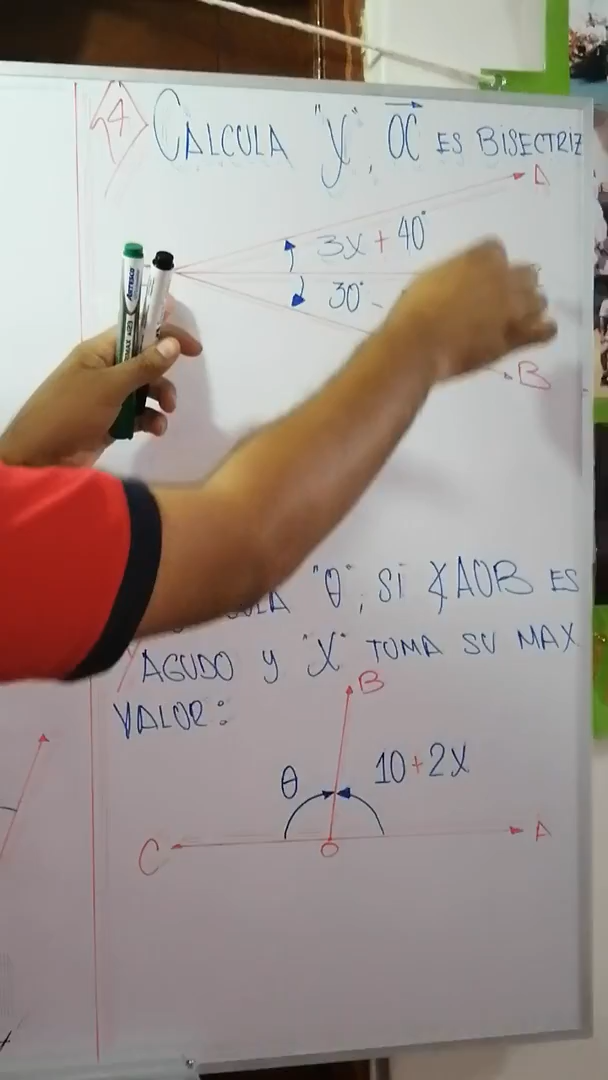 4 CALCULA "Y", OC ES BISECTRIZ
A
3X + 40°
30° -
B
"θ", SI ∡AOB ES
AGUDO Y "X" TOMA SU MAX
VALOR:
B
θ 10+2X
C O A
ARTESCO